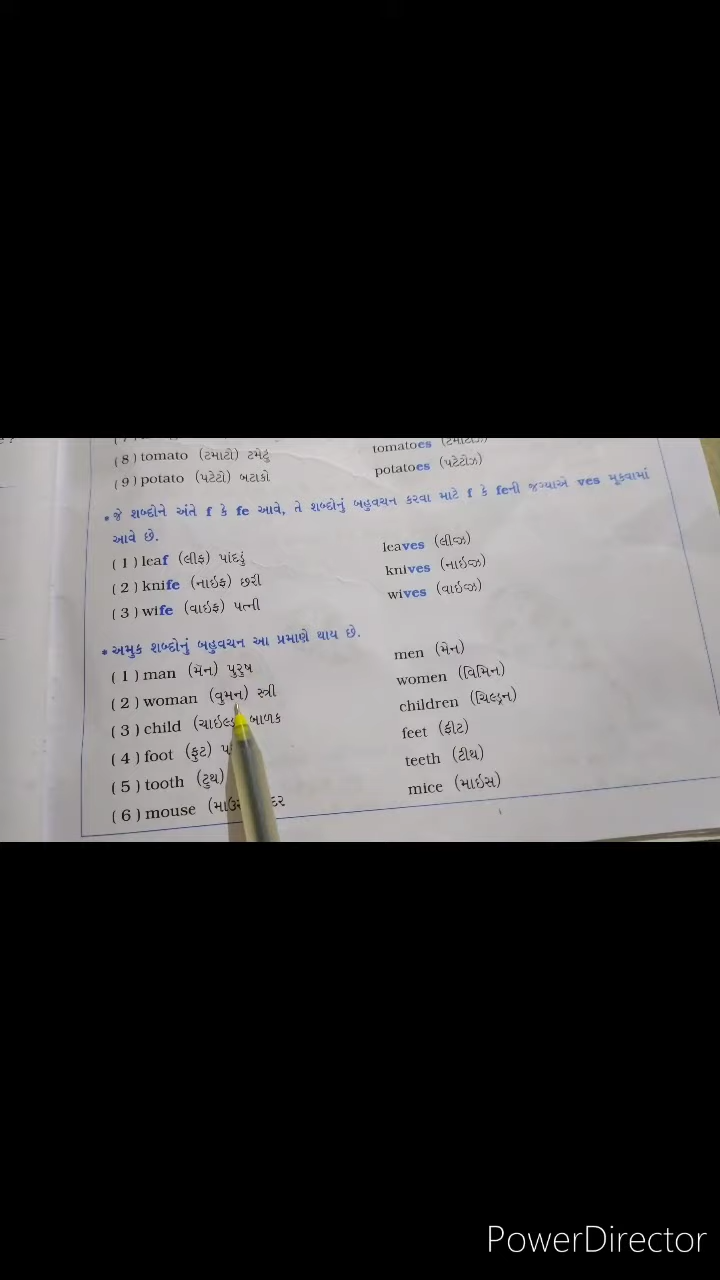 (8) tomato (ટમાટો) ટમેટું tomatoes (ટમાટોઝ)
(9) potato (પટેટો) બટાકો potatoes (પટેટોઝ)
• જે શબ્દોને અંતે f કે fe આવે, તે શબ્દોનું બહુવચન કરવા માટે f કે feની જગ્યાએ ves મૂકવામાં
આવે છે.
(1) leaf (લીફ) પાંદડું leaves (લીવ્ઝ)
(2) knife (નાઇફ) છરી knives (નાઇવ્ઝ)
(3) wife (વાઇફ) પત્ની wives (વાઇવ્ઝ)
• અમુક શબ્દોનું બહુવચન આ પ્રમાણે થાય છે.
(1) man (મૅન) પુરુષ men (મેન)
(2) woman (વુમન) સ્ત્રી women (વિમિન)
(3) child (ચાઇલ્ડ બાળક children (ચિલ્ડ્રન)
(4) foot (ફુટ) feet (ફીટ)
(5) tooth (ટુથ) teeth (ટીથ)
(6) mouse mice (માઇસ)
PowerDirector